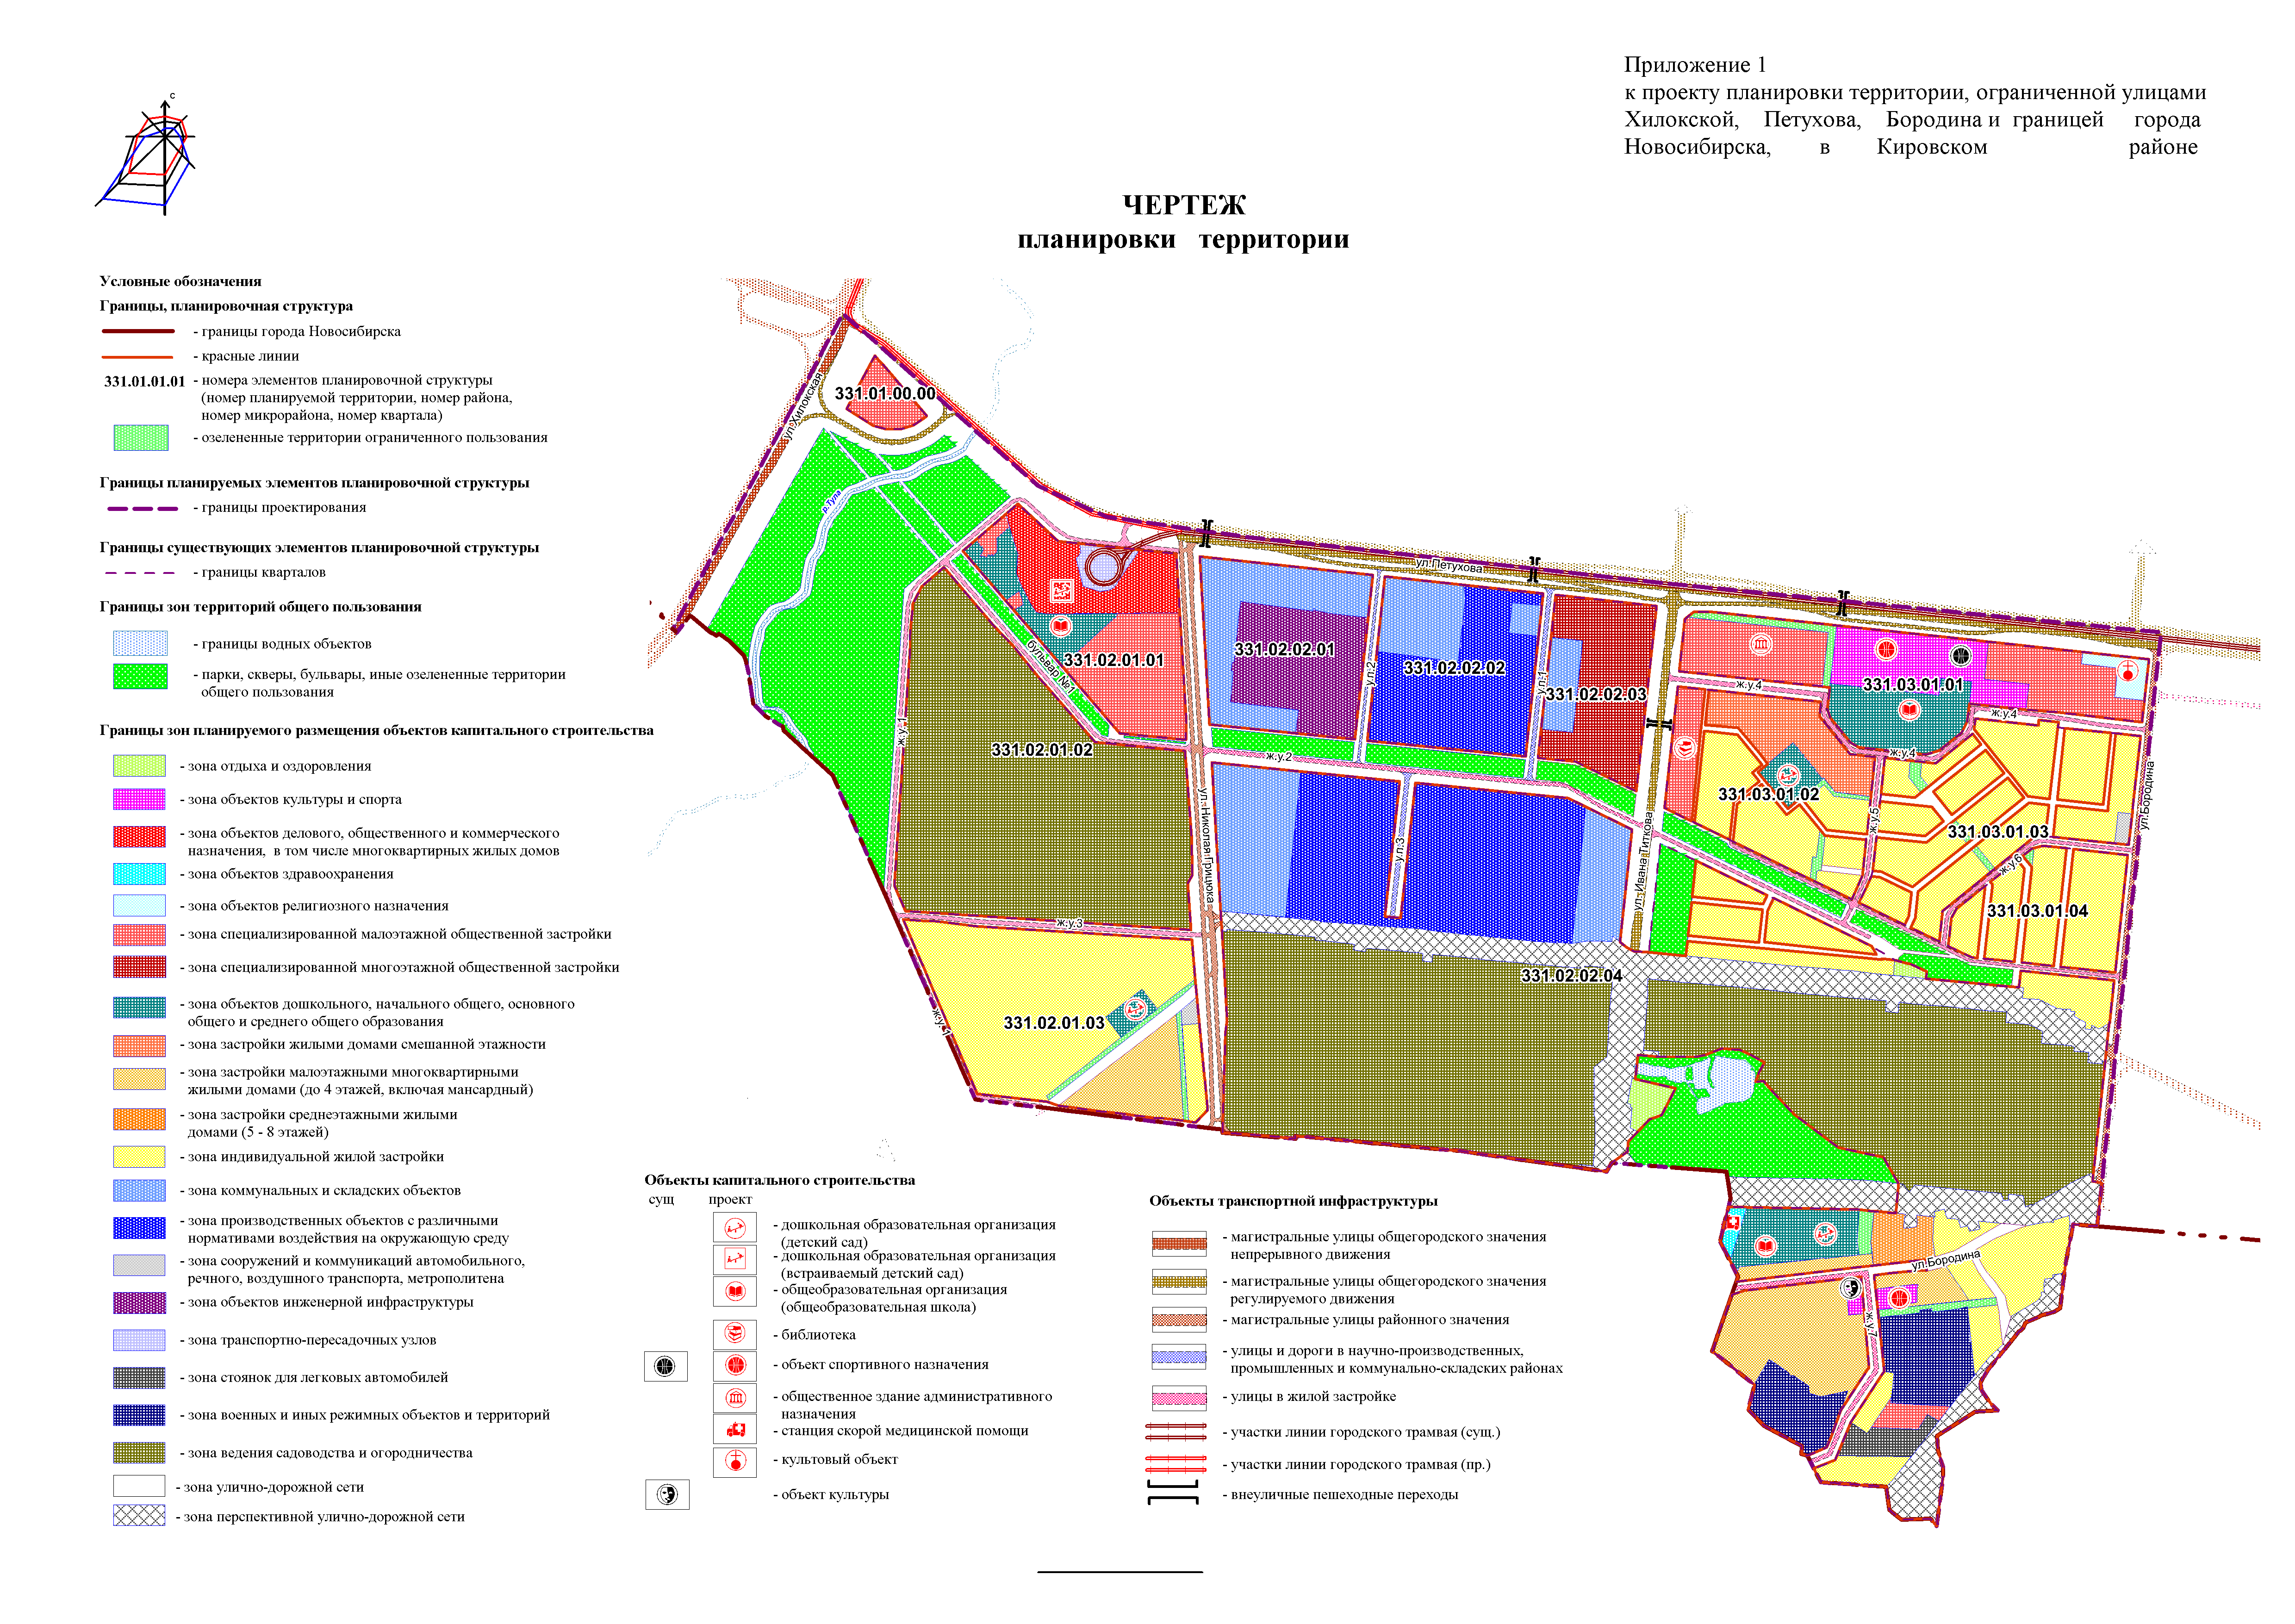 Приложение 1
к проекту планировки территории, ограниченной улицами
Хилокской, Петухова, Бородина и границей города
Новосибирска, в Кировском районе
С
ЧЕРТЕЖ
планировки территории
Условные обозначения
Границы, планировочная структура
- границы города Новосибирска
- красные линии
331.01.01.01 - номера элементов планировочной структуры
(номер планируемой территории, номер района,
номер микрорайона, номер квартала)
- озелененные территории ограниченного пользования
Границы планируемых элементов планировочной структуры
- границы проектирования
Границы существующих элементов планировочной структуры
- границы кварталов
Границы зон территорий общего пользования
- границы водных объектов
- парки, скверы, бульвары, иные озелененные территории
общего пользования
Границы зон планируемого размещения объектов капитального строительства
- зона отдыха и оздоровления
- зона объектов культуры и спорта
- зона объектов делового, общественного и коммерческого
назначения, в том числе многоквартирных жилых домов
- зона объектов здравоохранения
- зона объектов религиозного назначения
- зона специализированной малоэтажной общественной застройки
- зона специализированной многоэтажной общественной застройки
- зона объектов дошкольного, начального общего, основного
общего и среднего общего образования
- зона застройки жилыми домами смешанной этажности
- зона застройки малоэтажными многоквартирными
жилыми домами (до 4 этажей, включая мансардный)
- зона застройки среднеэтажными жилыми
домами (5 - 8 этажей)
- зона индивидуальной жилой застройки
- зона коммунальных и складских объектов
- зона производственных объектов с различными
нормативами воздействия на окружающую среду
- зона сооружений и коммуникаций автомобильного,
речного, воздушного транспорта, метрополитена
- зона объектов инженерной инфраструктуры
- зона транспортно-пересадочных узлов
- зона стоянок для легковых автомобилей
- зона военных и иных режимных объектов и территорий
- зона ведения садоводства и огородничества
- зона улично-дорожной сети
- зона перспективной улично-дорожной сети
Объекты капитального строительства
сущ проект
- дошкольная образовательная организация
(детский сад)
- дошкольная образовательная организация
(встраиваемый детский сад)
- общеобразовательная организация
(общеобразовательная школа)
- библиотека
- объект спортивного назначения
- общественное здание административного
назначения
- станция скорой медицинской помощи
- культовый объект
- объект культуры
Объекты транспортной инфраструктуры
- магистральные улицы общегородского значения
непрерывного движения
- магистральные улицы общегородского значения
регулируемого движения
- магистральные улицы районного значения
- улицы и дороги в научно-производственных,
промышленных и коммунально-складских районах
- улицы в жилой застройке
- участки линии городского трамвая (сущ.)
- участки линии городского трамвая (пр.)
- внеуличные пешеходные переходы
331.01.00.00
ул.Хилокская
р.Тула
ул.Петухова
331.02.01.01
бульвар №1
331.02.01.02
ж.у.1
331.02.02.01
ул.2
331.02.02.02
ул.1
331.02.02.03
ж.у.2
ул.Николая Грицюка
ул.3
ул. Ивана Титкова
331.03.01.01
ж.у.4
ж.у.4
ж.у.4
331.03.01.02
ж.у.5
331.03.01.03
ж.у.6
331.03.01.04
ул.Бородина
ж.у.3
331.02.01.03
ж.у.1
331.02.02.04
ул.Бородина
ж.у.7